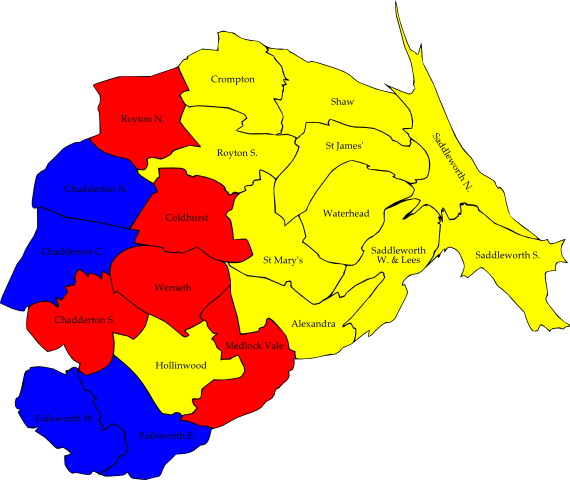 Crompton
Shaw
Royton N.
St James'
Royton S.
Saddleworth N.
Chadderton N.
Waterhead
Coldhurst
Chadderton C.
Saddleworth
W. & Lees
Saddleworth S.
St Mary's
Werneth
Chadderton S.
Alexandra
Medlock Vale
Hollinwood
Failsworth W.
Failsworth E.